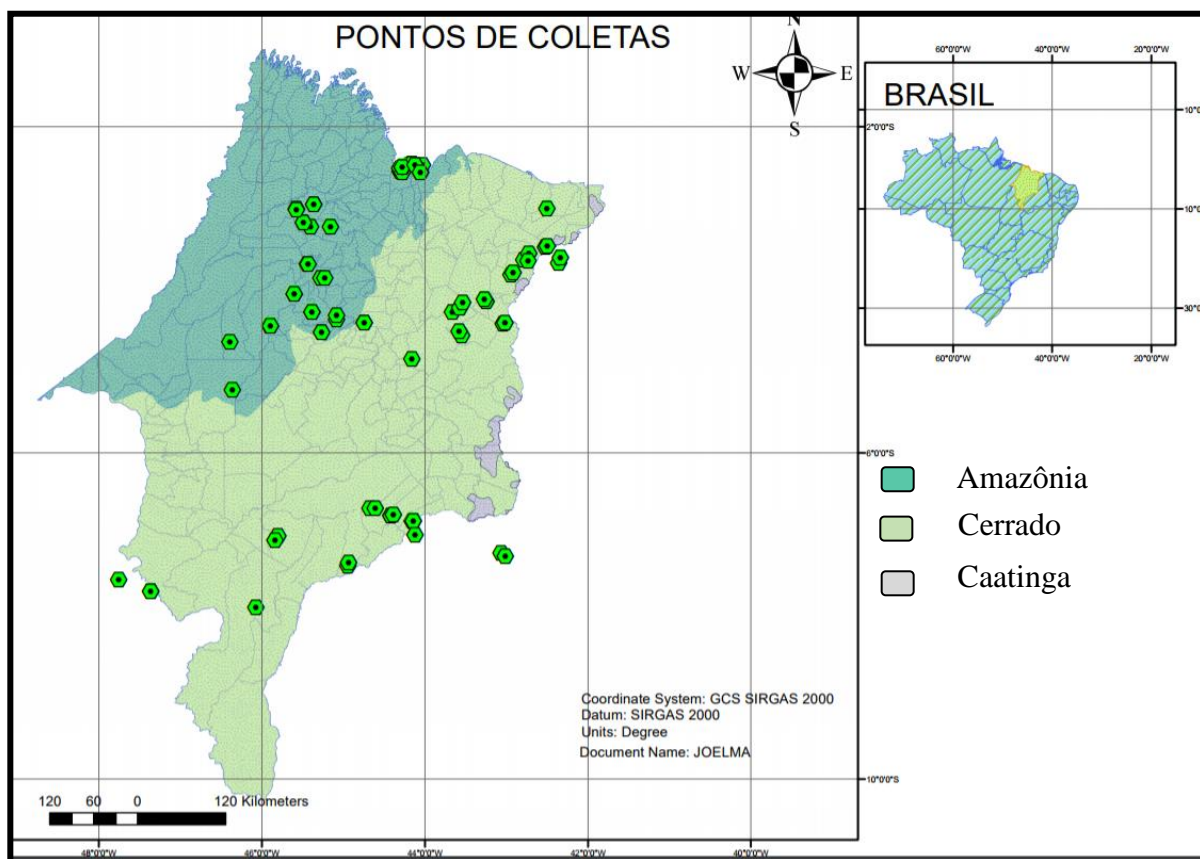 PONTOS DE COLETAS
N
W
E
S
BRASIL
60°0'0"W
40°0'0"W
20°0'0"W
2°0'0"S
10°0'0"S
30°0'0"S
60°0'0"W
40°0'0"W
20°0'0"W
6°0'0"S
Amazônia
Cerrado
Caatinga
Coordinate System: GCS SIRGAS 2000
Datum: SIRGAS 2000
Units: Degree
Document Name: JOELMA
10°0'0"S
120 60 0 120 Kilometers
48°0'0"W
46°0'0"W
44°0'0"W
42°0'0"W
40°0'0"W